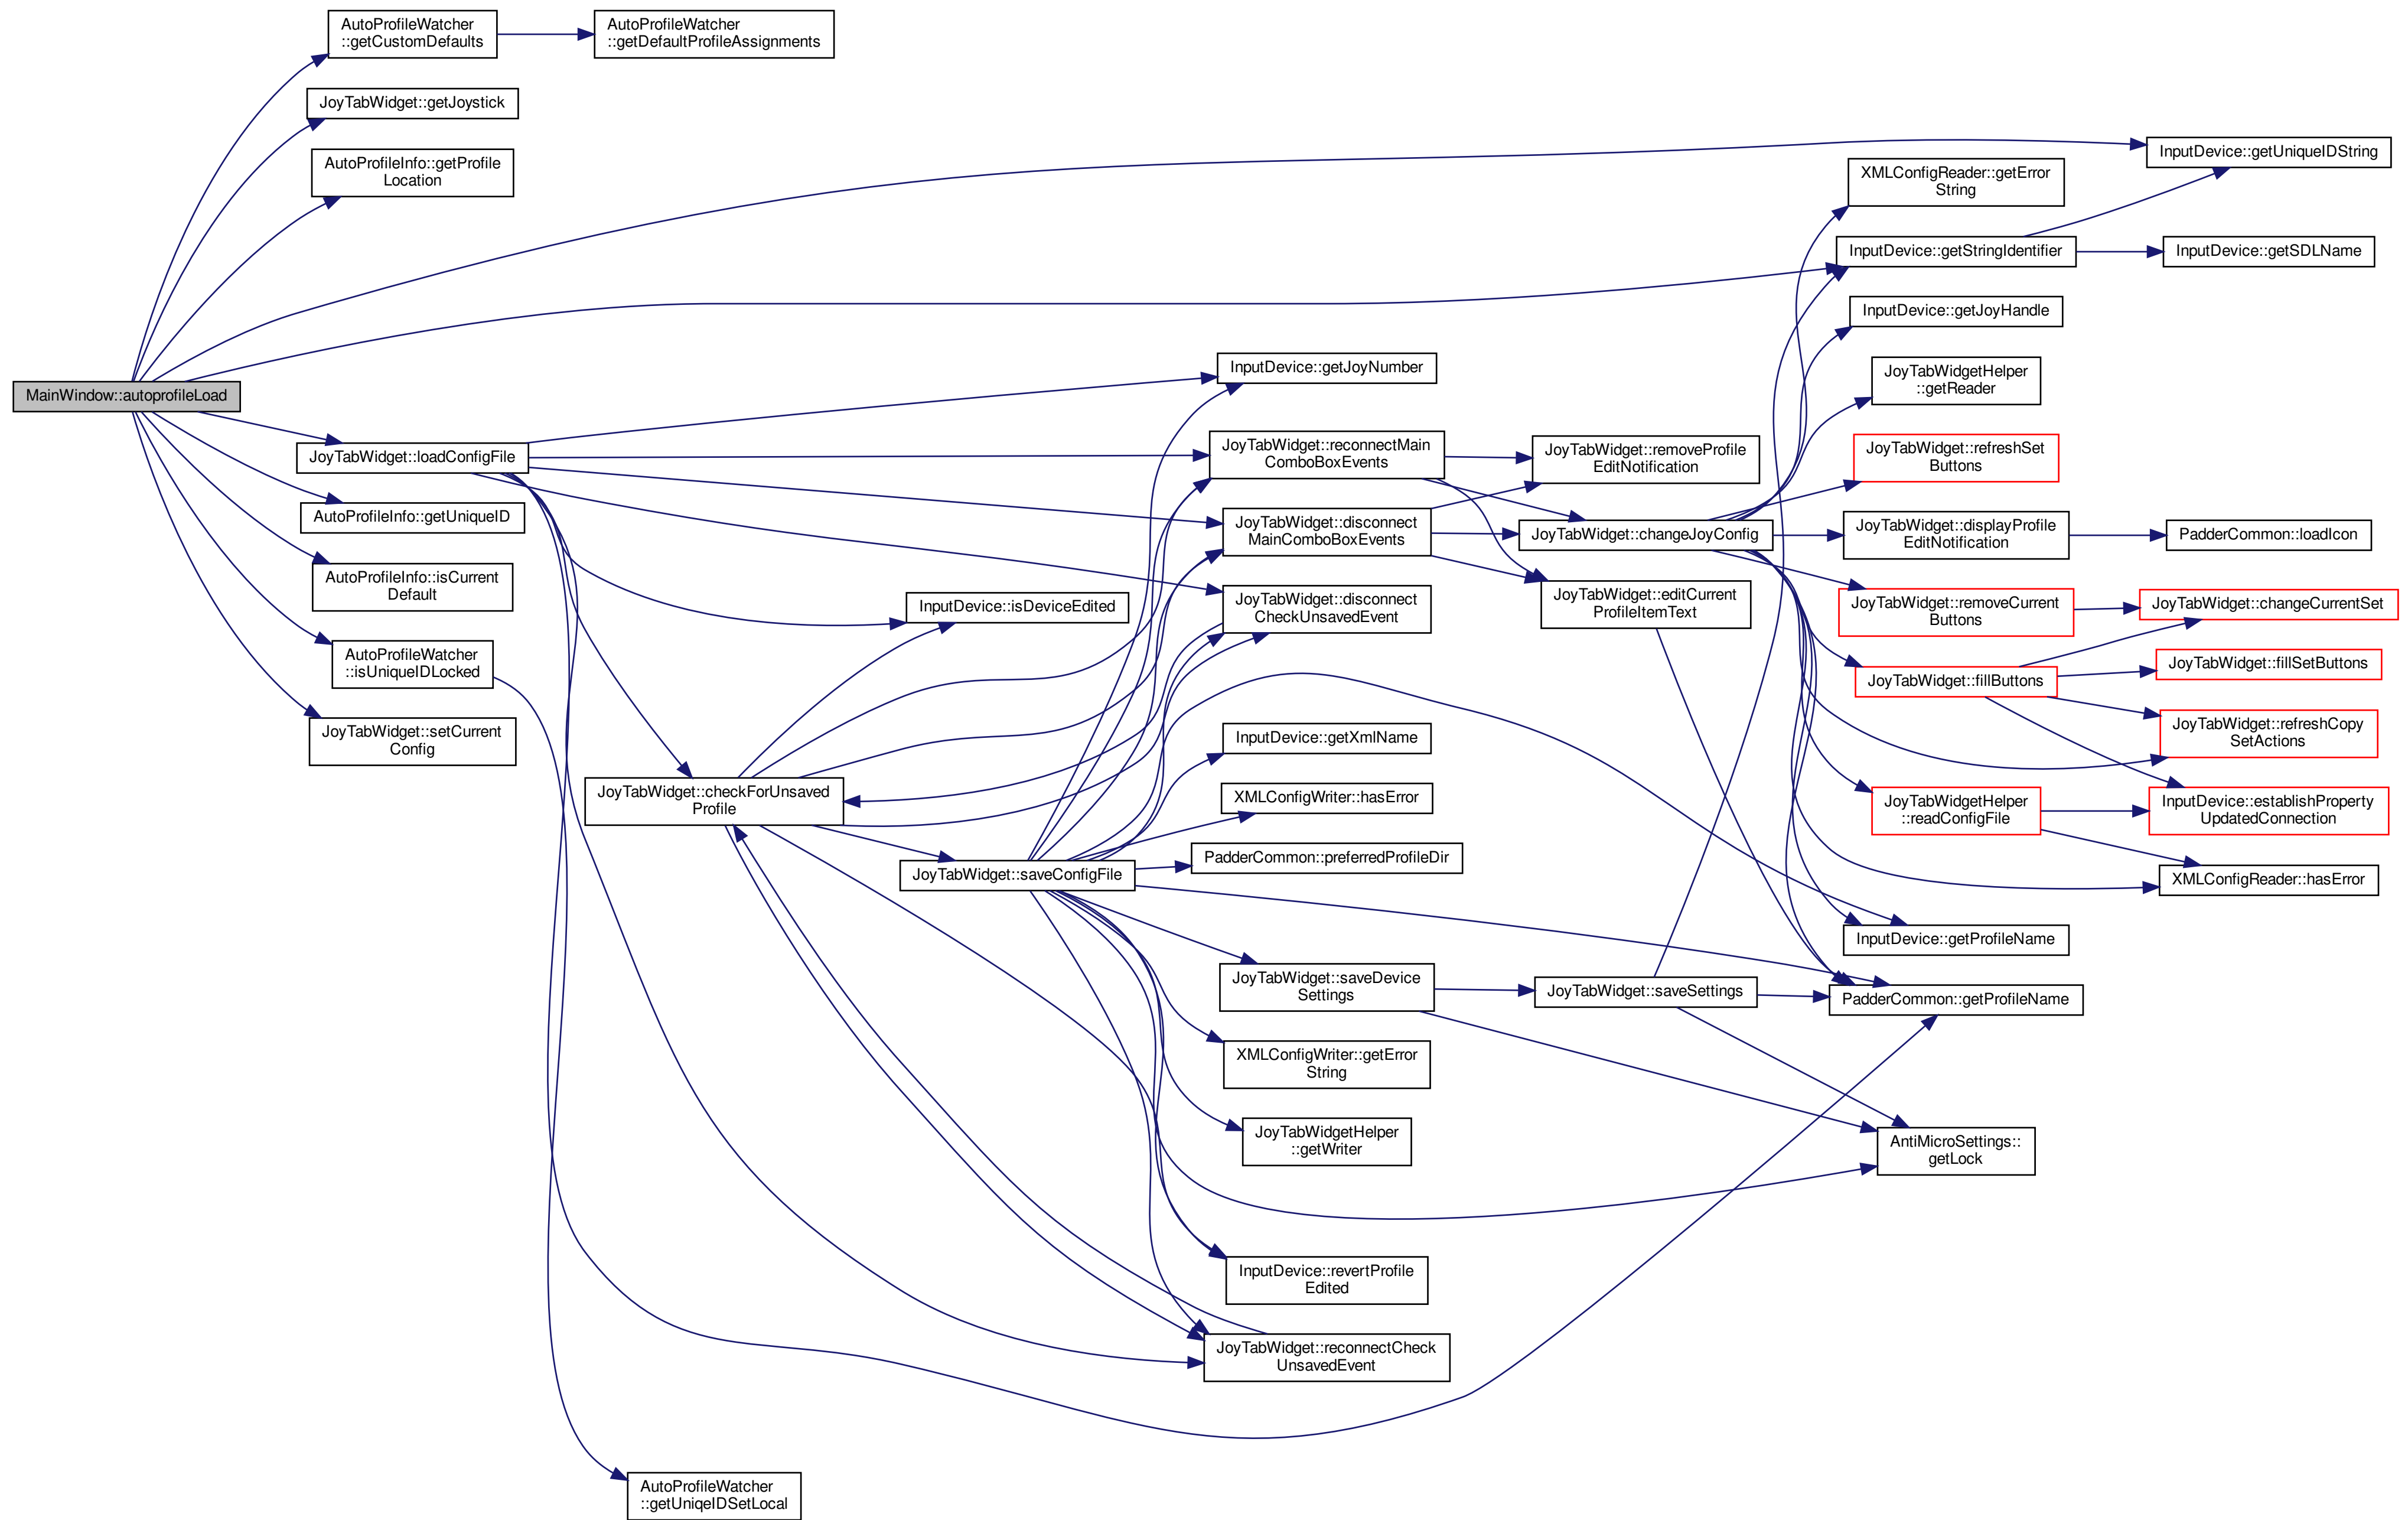 AutoProfileWatcher
::getCustomDefaults
AutoProfileWatcher
::getDefaultProfileAssignments
JoyTabWidget::getJoystick
AutoProfileInfo::getProfile
Location
InputDevice::getUniqueIDString
XMLConfigReader::getError
String
InputDevice::getStringIdentifier
InputDevice::getSDLName
InputDevice::getJoyHandle
MainWindow::autoprofileLoad
InputDevice::getJoyNumber
JoyTabWidgetHelper
::getReader
JoyTabWidget::loadConfigFile
JoyTabWidget::reconnectMain
ComboBoxEvents
JoyTabWidget::removeProfile
EditNotification
JoyTabWidget::refreshSet
Buttons
AutoProfileInfo::getUniqueID
JoyTabWidget::disconnect
MainComboBoxEvents
JoyTabWidget::changeJoyConfig
JoyTabWidget::displayProfile
EditNotification
PadderCommon::loadIcon
AutoProfileInfo::isCurrent
Default
InputDevice::isDeviceEdited
JoyTabWidget::disconnect
CheckUnsavedEvent
JoyTabWidget::editCurrent
ProfileItemText
JoyTabWidget::removeCurrent
Buttons
JoyTabWidget::changeCurrentSet
AutoProfileWatcher
::isUniqueIDLocked
JoyTabWidget::fillButtons
JoyTabWidget::fillSetButtons
JoyTabWidget::setCurrent
Config
InputDevice::getXmlName
JoyTabWidget::refreshCopy
SetActions
JoyTabWidget::checkForUnsaved
Profile
XMLConfigWriter::hasError
JoyTabWidgetHelper
::readConfigFile
InputDevice::establishProperty
UpdatedConnection
JoyTabWidget::saveConfigFile
PadderCommon::preferredProfileDir
XMLConfigReader::hasError
InputDevice::getProfileName
JoyTabWidget::saveDevice
Settings
JoyTabWidget::saveSettings
PadderCommon::getProfileName
XMLConfigWriter::getError
String
JoyTabWidgetHelper
::getWriter
AntiMicroSettings::
getLock
InputDevice::revertProfile
Edited
JoyTabWidget::reconnectCheck
UnsavedEvent
AutoProfileWatcher
::getUniqeIDSetLocal